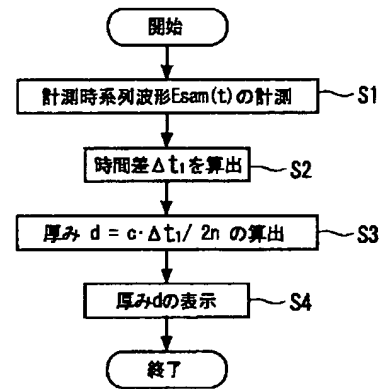 開始
計測時系列波形Esam(t)の計測 S1
時間差Δt₁を算出 S2
厚み d = c・Δt₁/ 2n の算出 S3
厚みdの表示 S4
終了